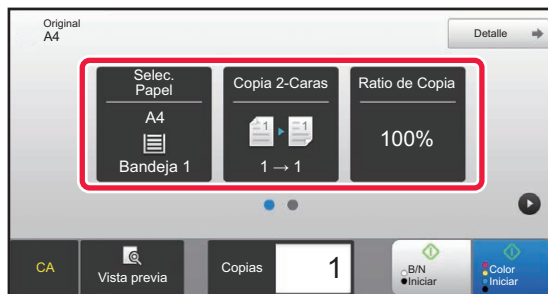 Original
A4
Detalle
Selec.
Papel
A4
Bandeja 1
Copia 2-Caras
1 → 1
Ratio de Copia
100%
CA
Vista previa
Copias
1
B/N
Iniciar
Color
Iniciar